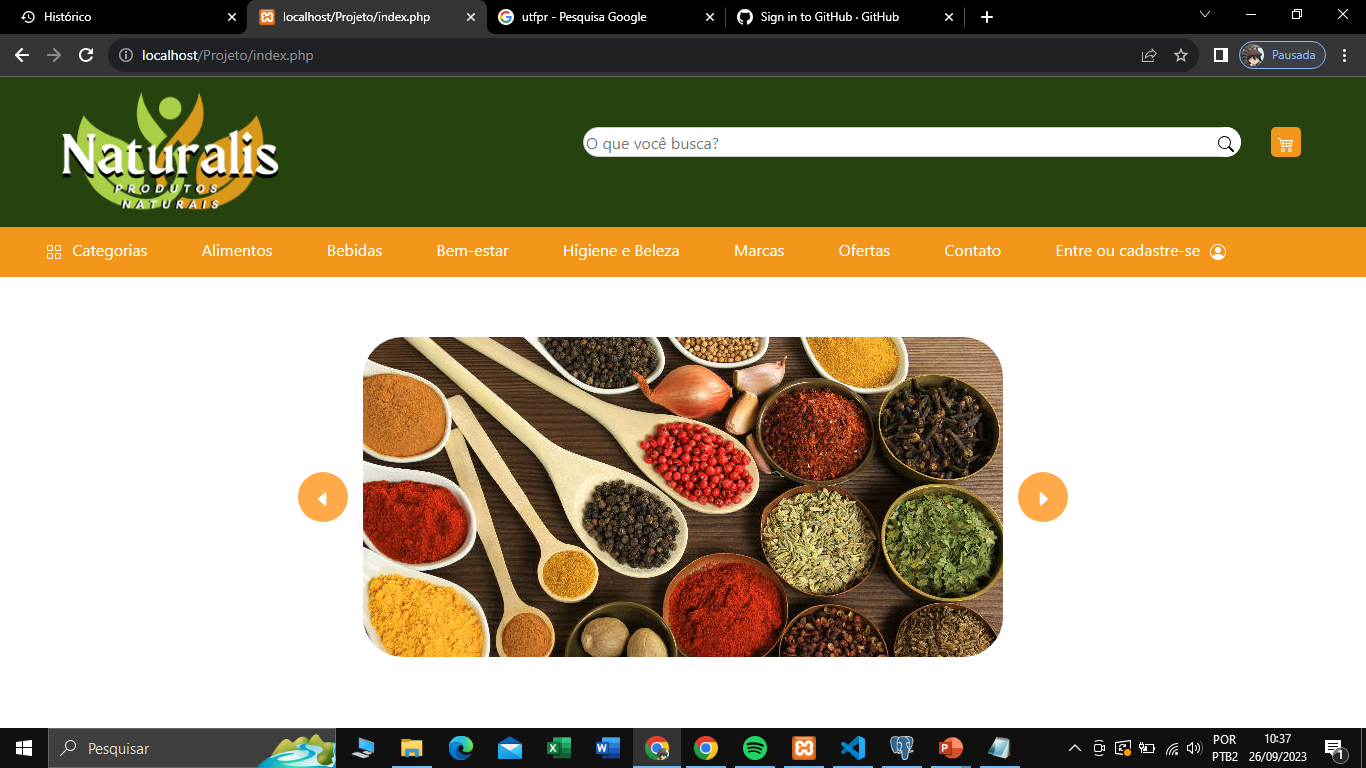 Histórico
localhost/Projeto/index.php
utfpr - Pesquisa Google
Sign in to GitHub · GitHub
localhost/Projeto/index.php
Pausada
Naturalis
PRODUTOS
NATURAIS
O que você busca?
Categorias Alimentos Bebidas Bem-estar Higiene e Beleza Marcas Ofertas Contato Entre ou cadastre-se
Pesquisar
POR
PTB2
10:37
26/09/2023
1